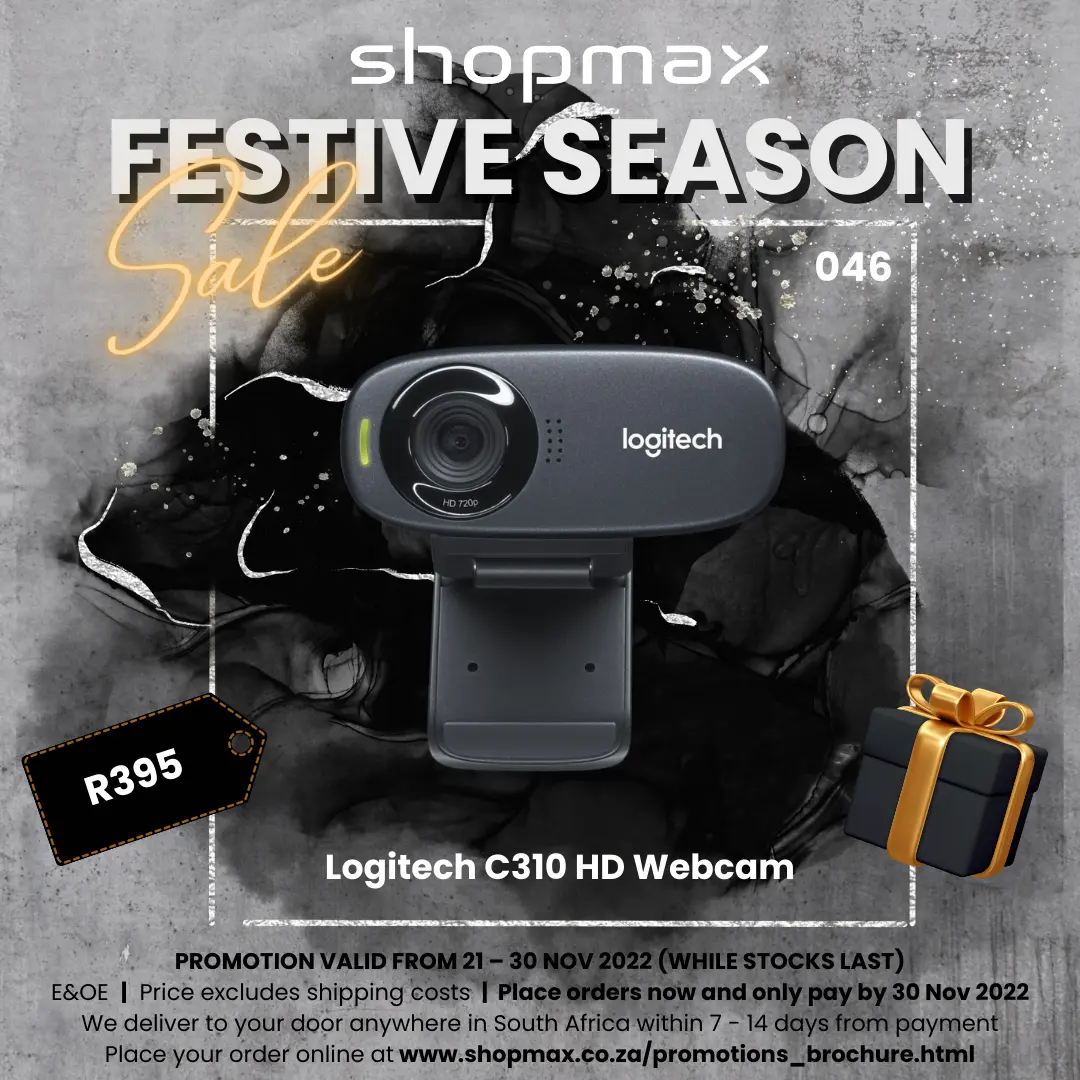 shopmax
FESTIVE SEASON
Sale
046
logitech
HD 720p
R395
Logitech C310 HD Webcam
PROMOTION VALID FROM 21 – 30 NOV 2022 (WHILE STOCKS LAST)
E&OE | Price excludes shipping costs | Place orders now and only pay by 30 Nov 2022
We deliver to your door anywhere in South Africa within 7 - 14 days from payment
Place your order online at www.shopmax.co.za/promotions_brochure.html